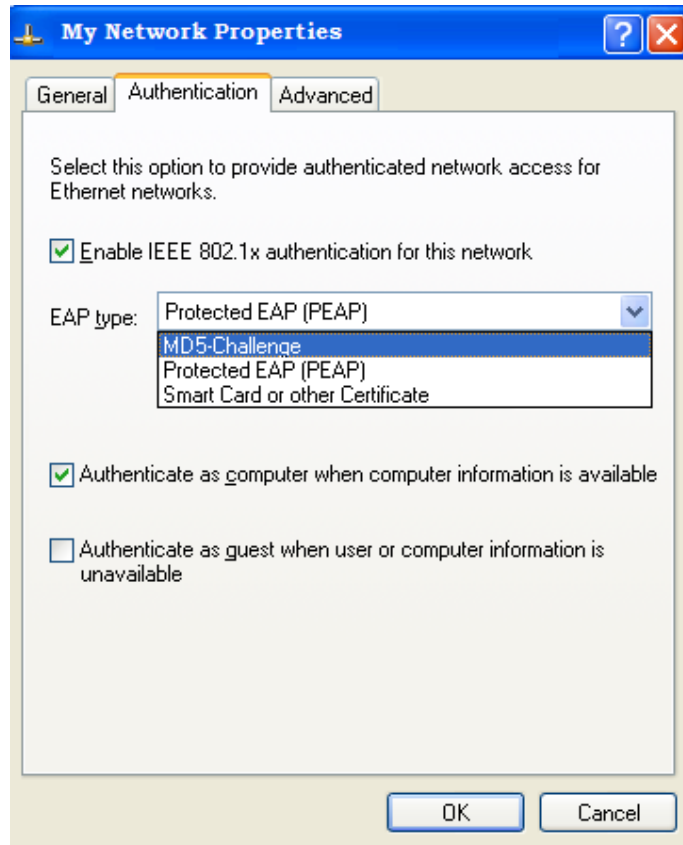 My Network Properties
General Authentication Advanced
Select this option to provide authenticated network access for
Ethernet networks.
Enable IEEE 802.1x authentication for this network
EAP type: Protected EAP (PEAP)
MD5-Challenge
Protected EAP (PEAP)
Smart Card or other Certificate
Authenticate as computer when computer information is available
Authenticate as guest when user or computer information is
unavailable
OK Cancel